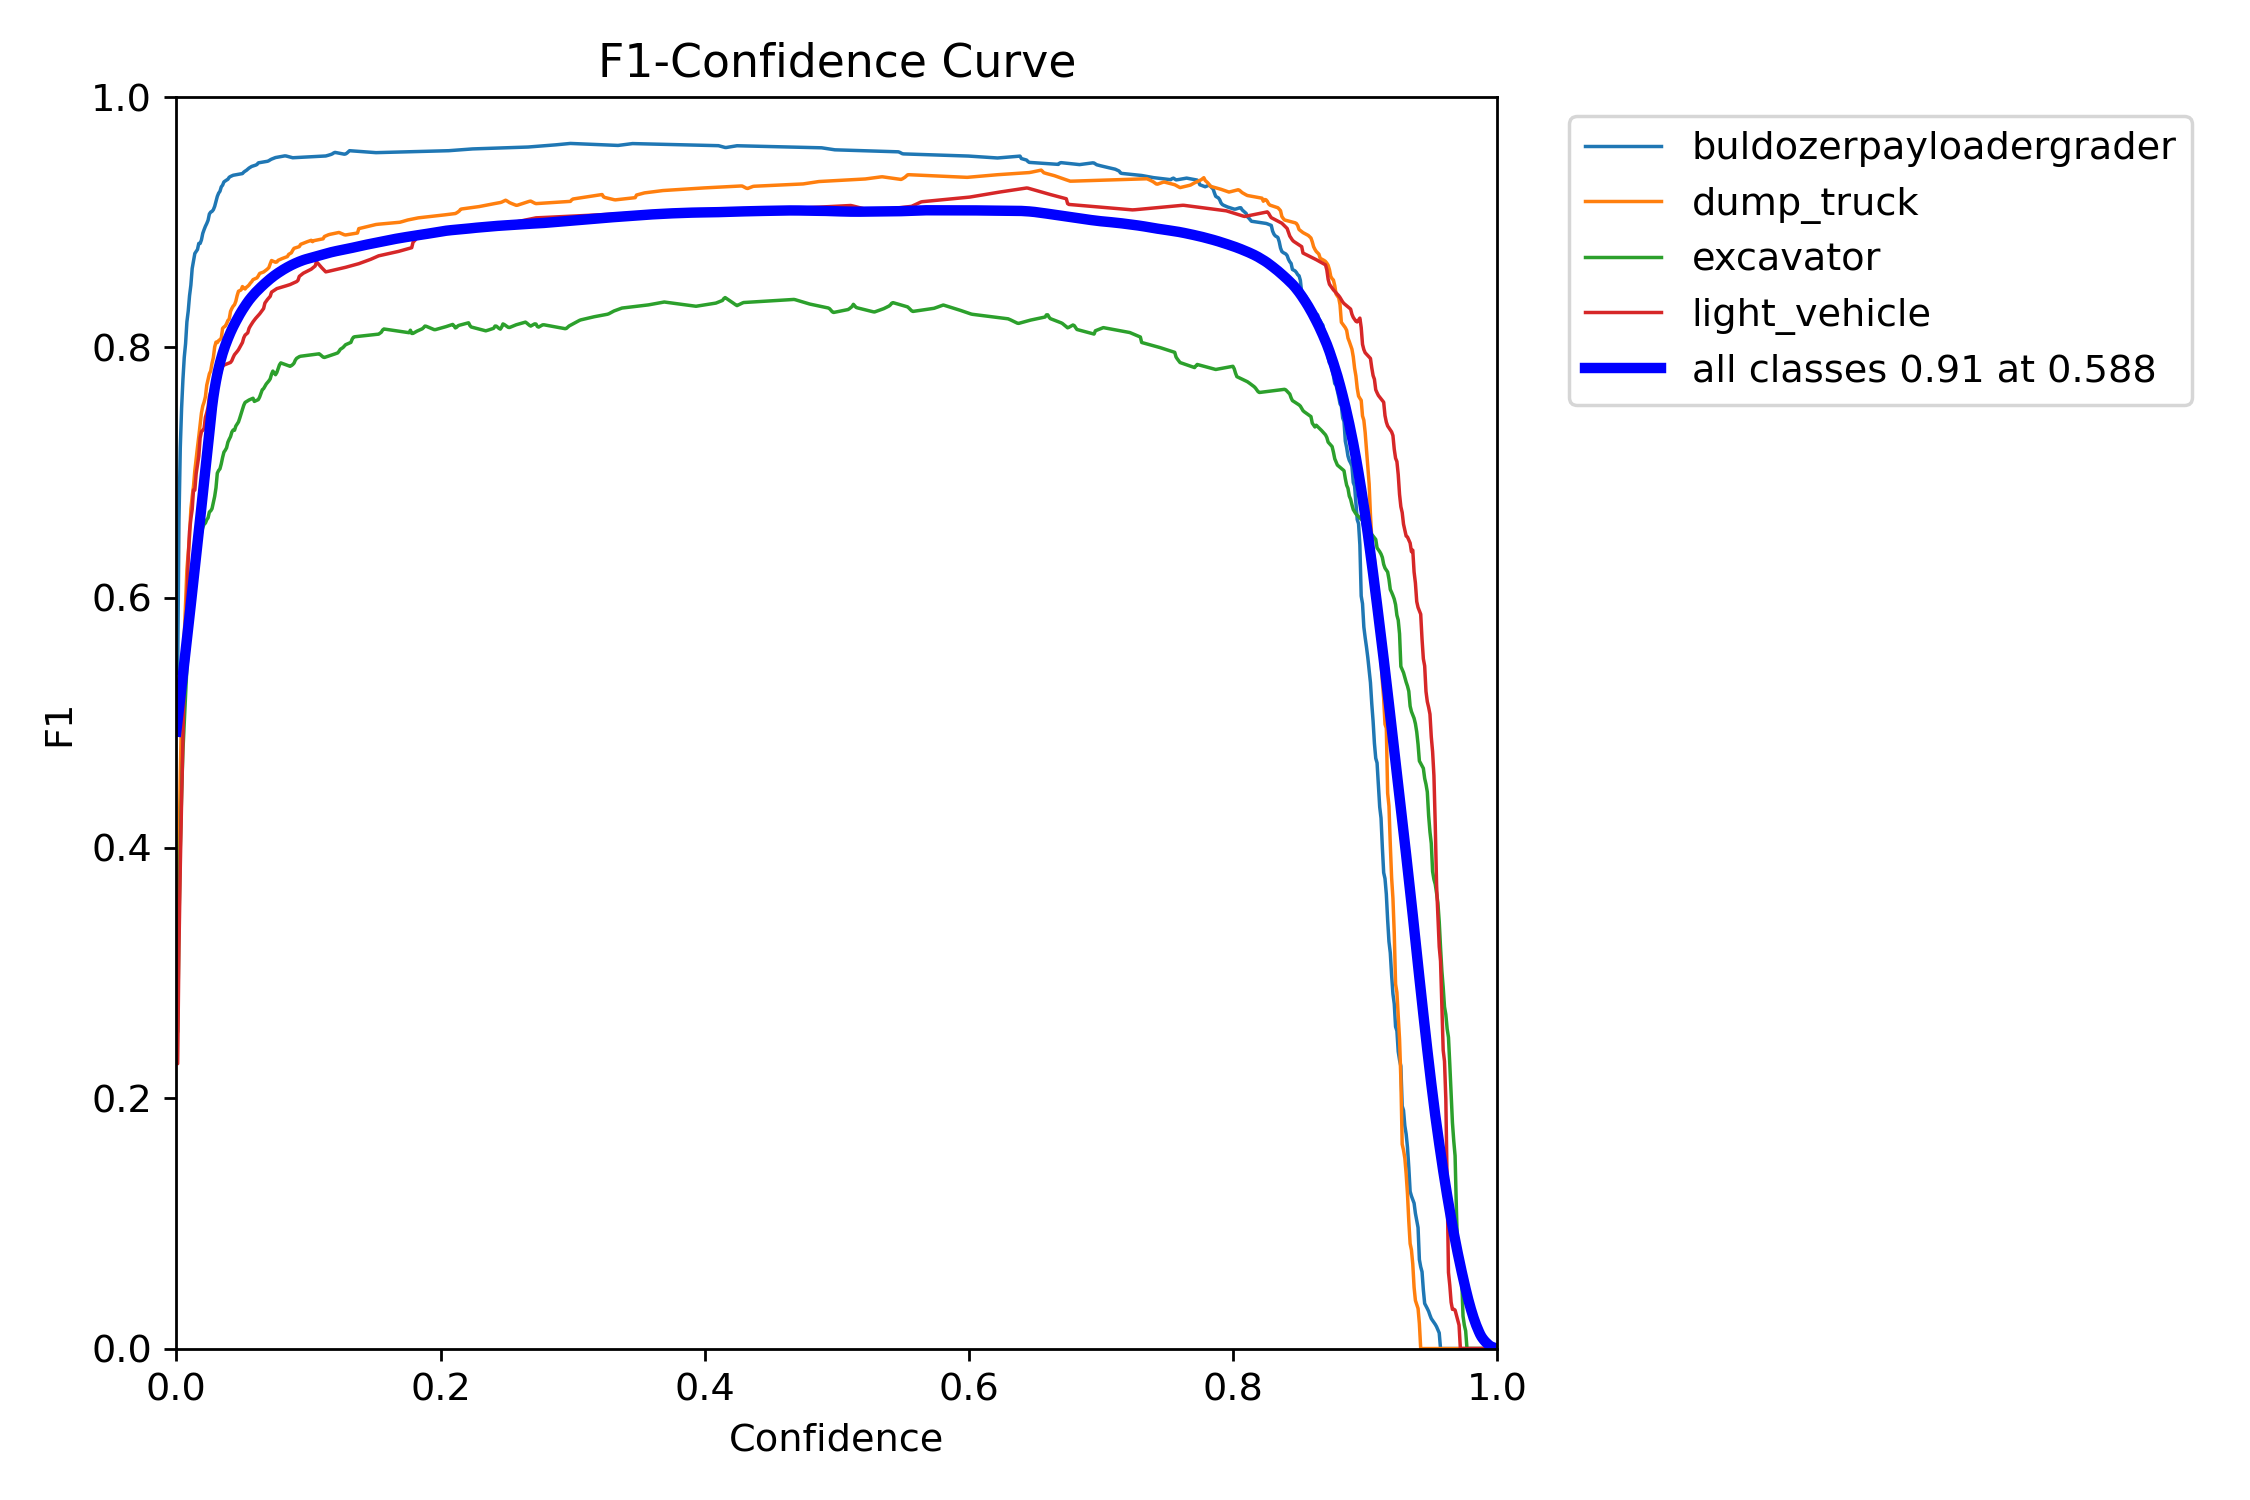 F1-Confidence Curve
1.0
0.8
0.6
0.4
0.2
0.0
F1
0.0 0.2 0.4 0.6 0.8 1.0
Confidence
buldozerpayloadergrader
dump_truck
excavator
light_vehicle
all classes 0.91 at 0.588